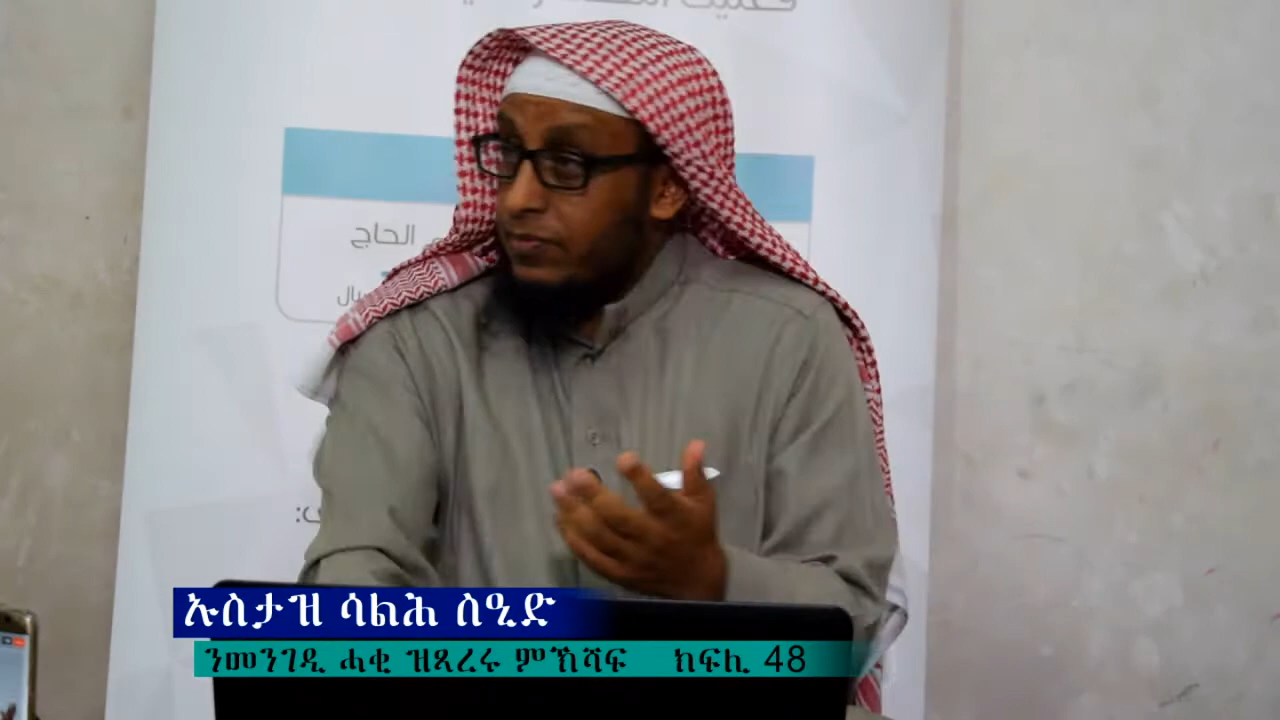 الحاج
ኡስታዝ ሳልሕ ስዒድ
ንመንገዲ ሓቂ ዝጻረሩ ምኽሻፍ ክፍሊ 48